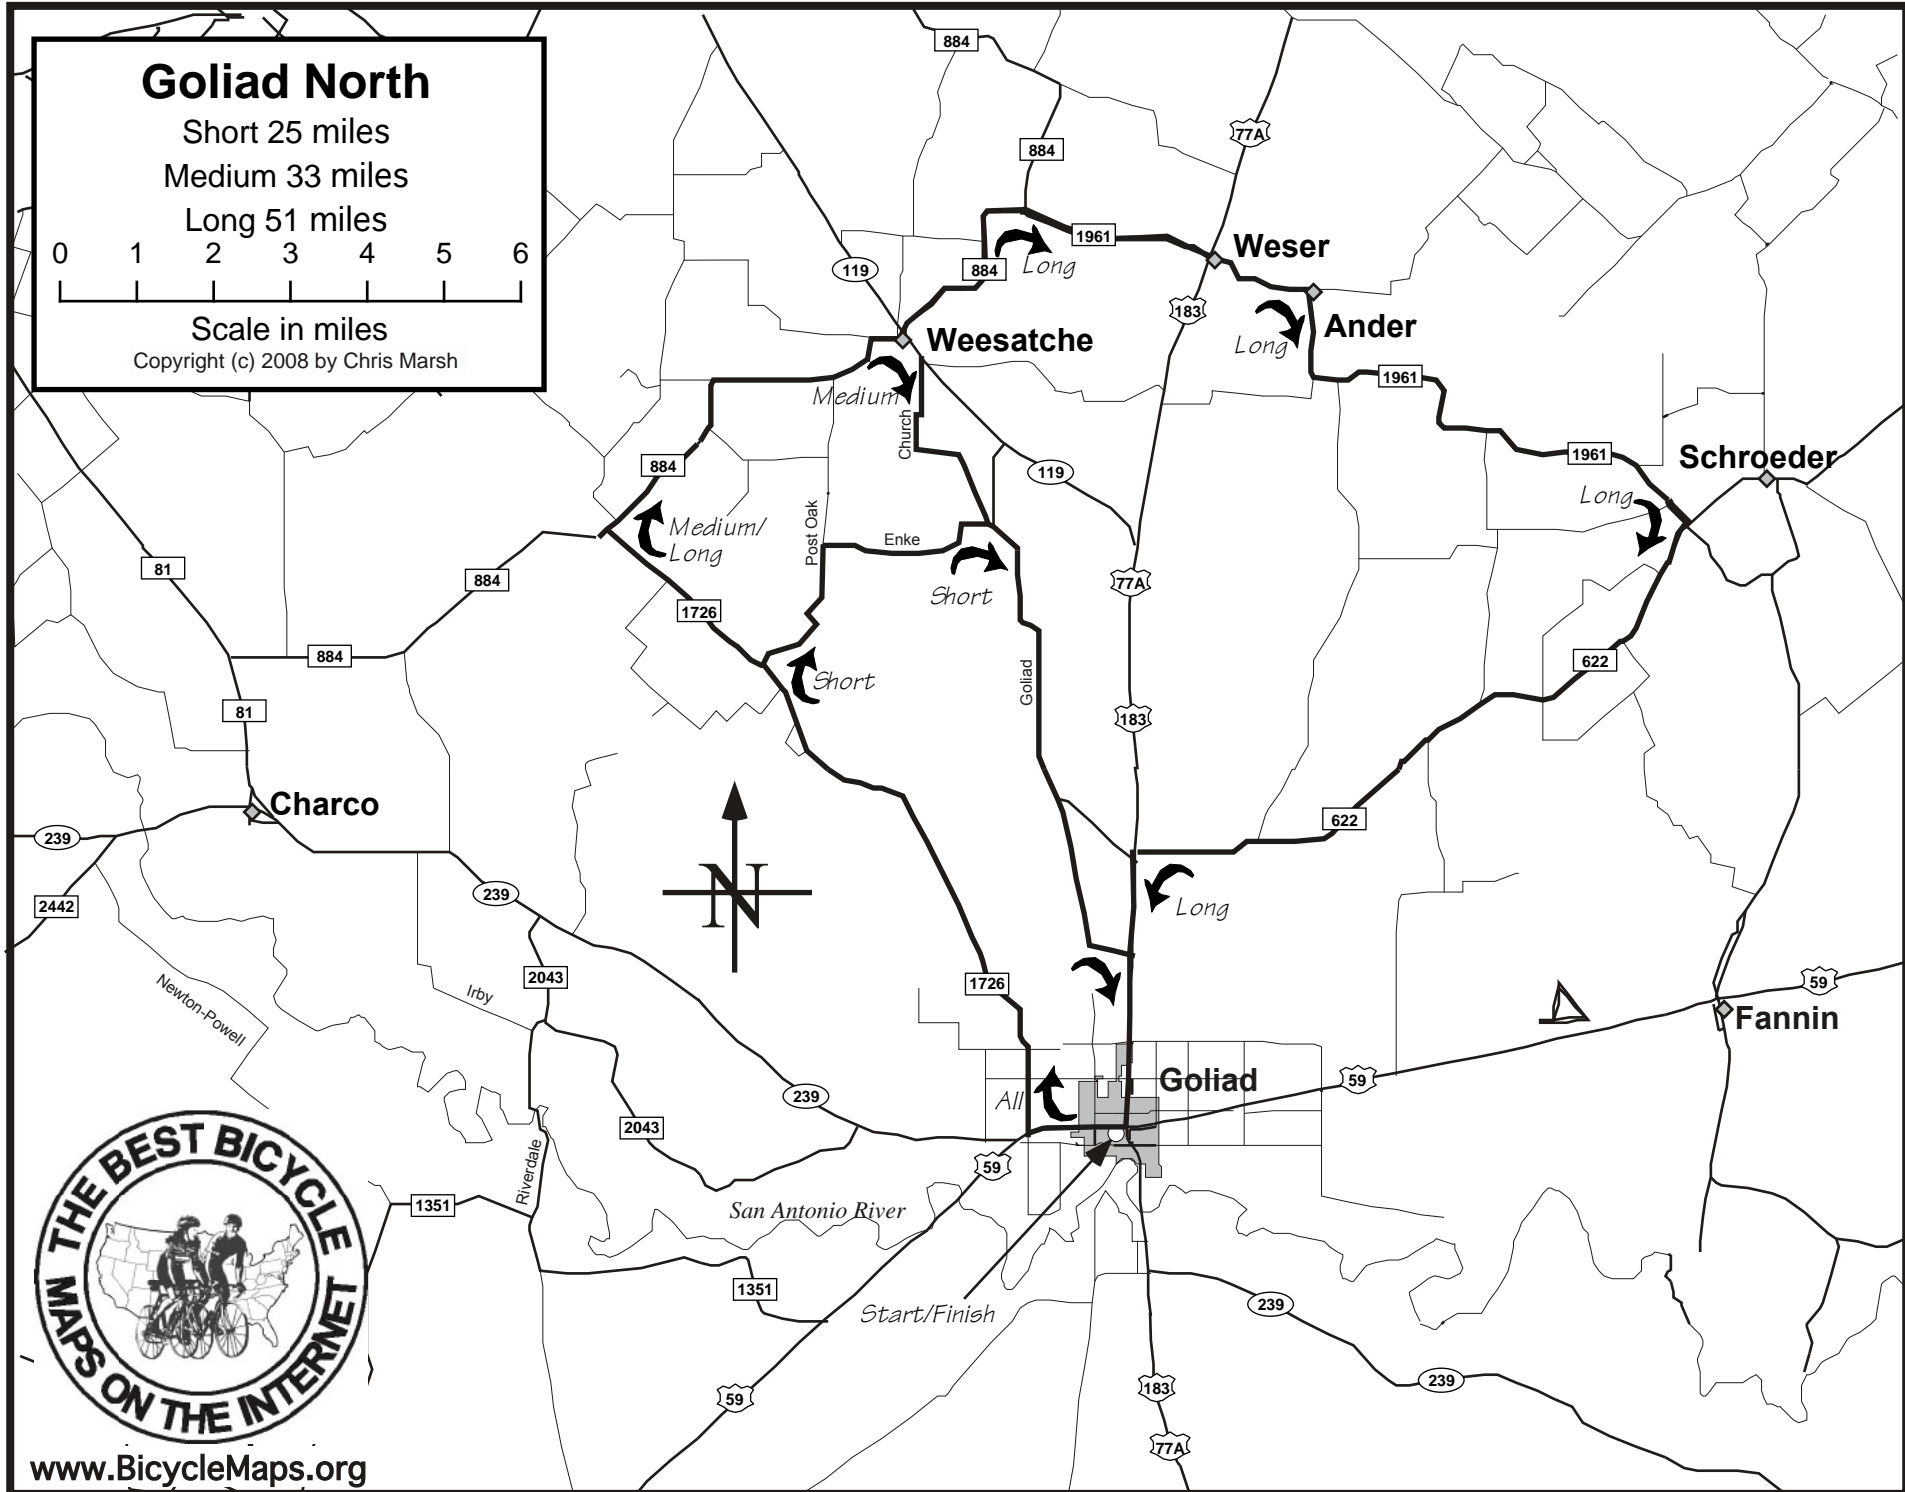 Goliad North
Short 25 miles
Medium 33 miles
Long 51 miles
0 1 2 3 4 5 6
Scale in miles
Copyright (c) 2008 by Chris Marsh
884
77A
884
1961
Weser
119
884
Long
183
Ander
Long
Weesatche
1961
Medium
Church
884
119
1961
Schroeder
Long
Medium/
Long
Post Oak
Enke
81
884
Short
77A
1726
884
Short
Goliad
622
81
183
Charco
239
622
239
2442
Long
1726
2043
Irby
Newton-Powell
59
Fannin
All
Goliad
59
239
2043
59
Riverdale
1351
San Antonio River
1351
Start/Finish
239
183
239
59
77A
THE BEST BICYCLE
MAPS ON THE INTERNET
www.BicycleMaps.org